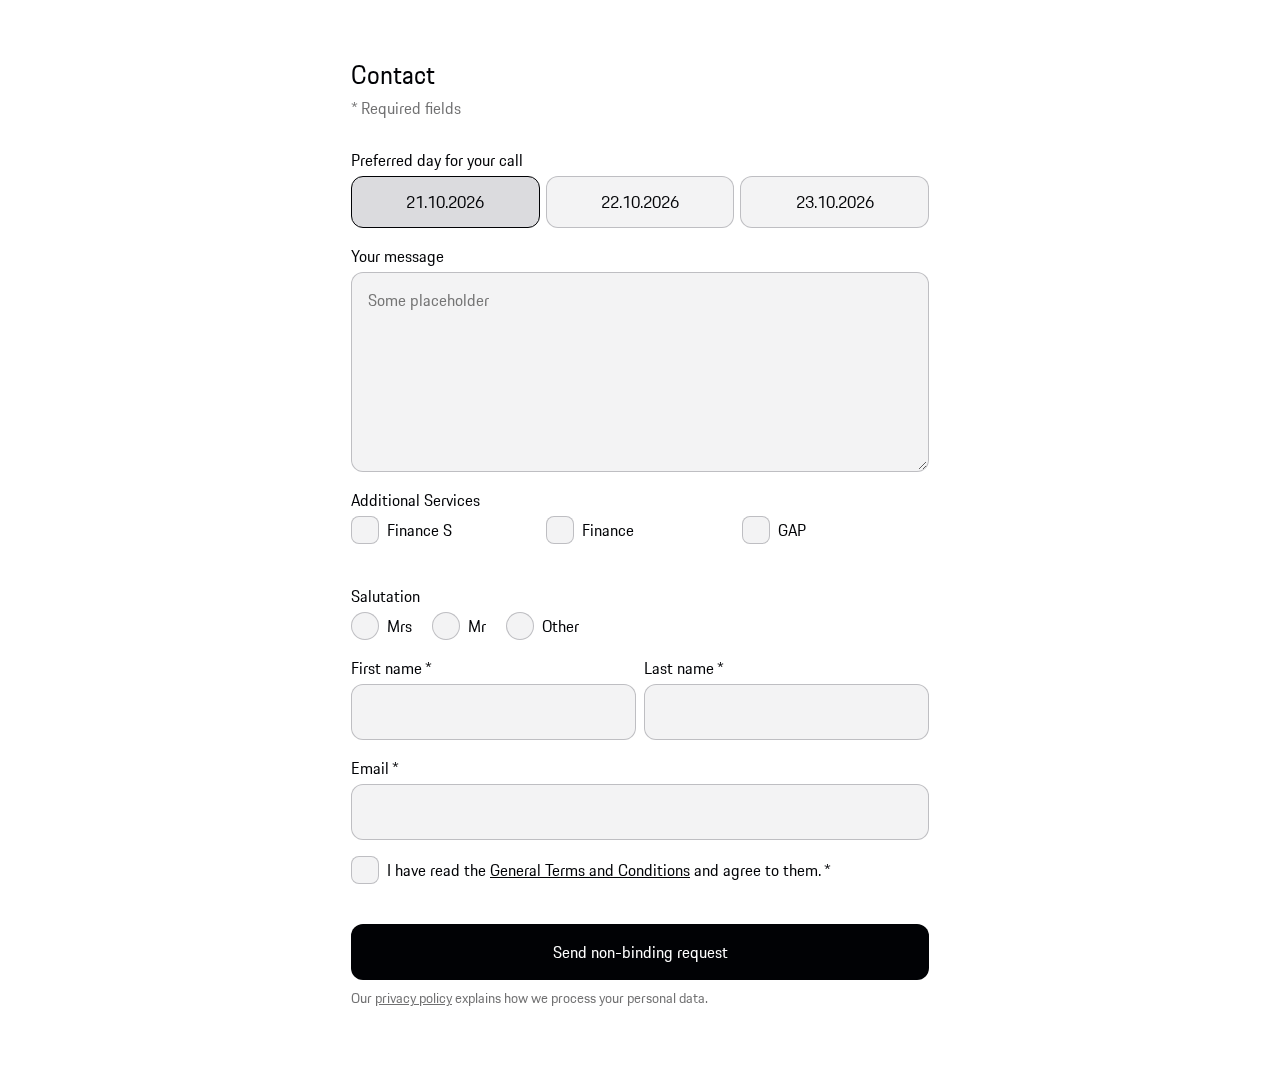 Contact
* Required fields
Preferred day for your call
21.10.2026 22.10.2026 23.10.2026
Your message
Some placeholder
Additional Services
Finance S Finance GAP
Salutation
Mrs Mr Other
First name * Last name *
Email *
I have read the General Terms and Conditions and agree to them. *
Send non-binding request
Our privacy policy explains how we process your personal data.